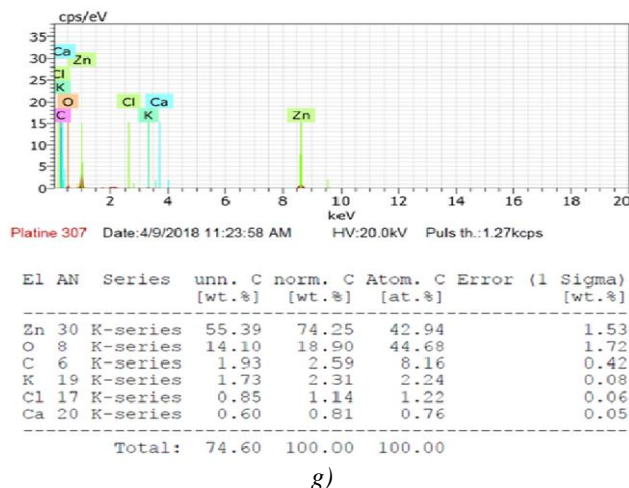 cps/eV
35
30
25
20
15
10
5
0
Ca
Zn
Cl
K
O
C
Cl
Ca
K
Zn
2 4 6 8 10 12 14 16 18 20
keV
Platine 307 Date:4/9/2018 11:23:58 AM HV:20.0kV Puls th.:1.27kcps
El AN Series unn. C norm. C Atom. C Error (1 Sigma)
[wt.%] [wt.%] [at.%] [wt.%]
Zn 30 K-series 55.39 74.25 42.94 1.53
O 8 K-series 14.10 18.90 44.68 1.72
C 6 K-series 1.93 2.59 8.16 0.42
K 19 K-series 1.73 2.31 2.24 0.08
Cl 17 K-series 0.85 1.14 1.22 0.06
Ca 20 K-series 0.60 0.81 0.76 0.05
Total: 74.60 100.00 100.00
g)